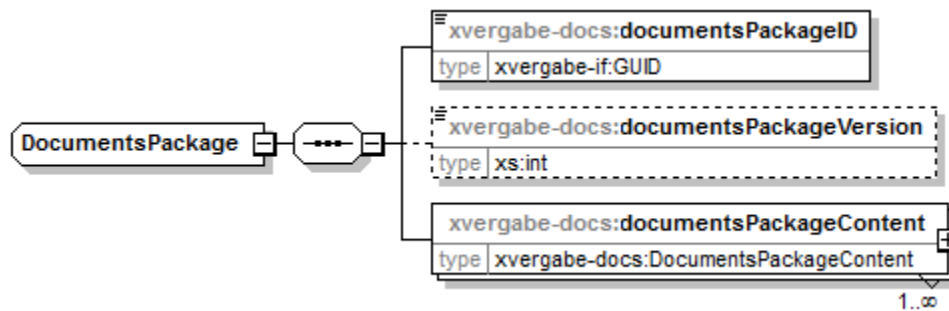 xvergabe-docs:documentsPackageID
type xvergabe-if:GUID
xvergabe-docs:documentsPackageVersion
DocumentsPackage
type xs:int
xvergabe-docs:documentsPackageContent
type xvergabe-docs:DocumentsPackageContent
1..∞